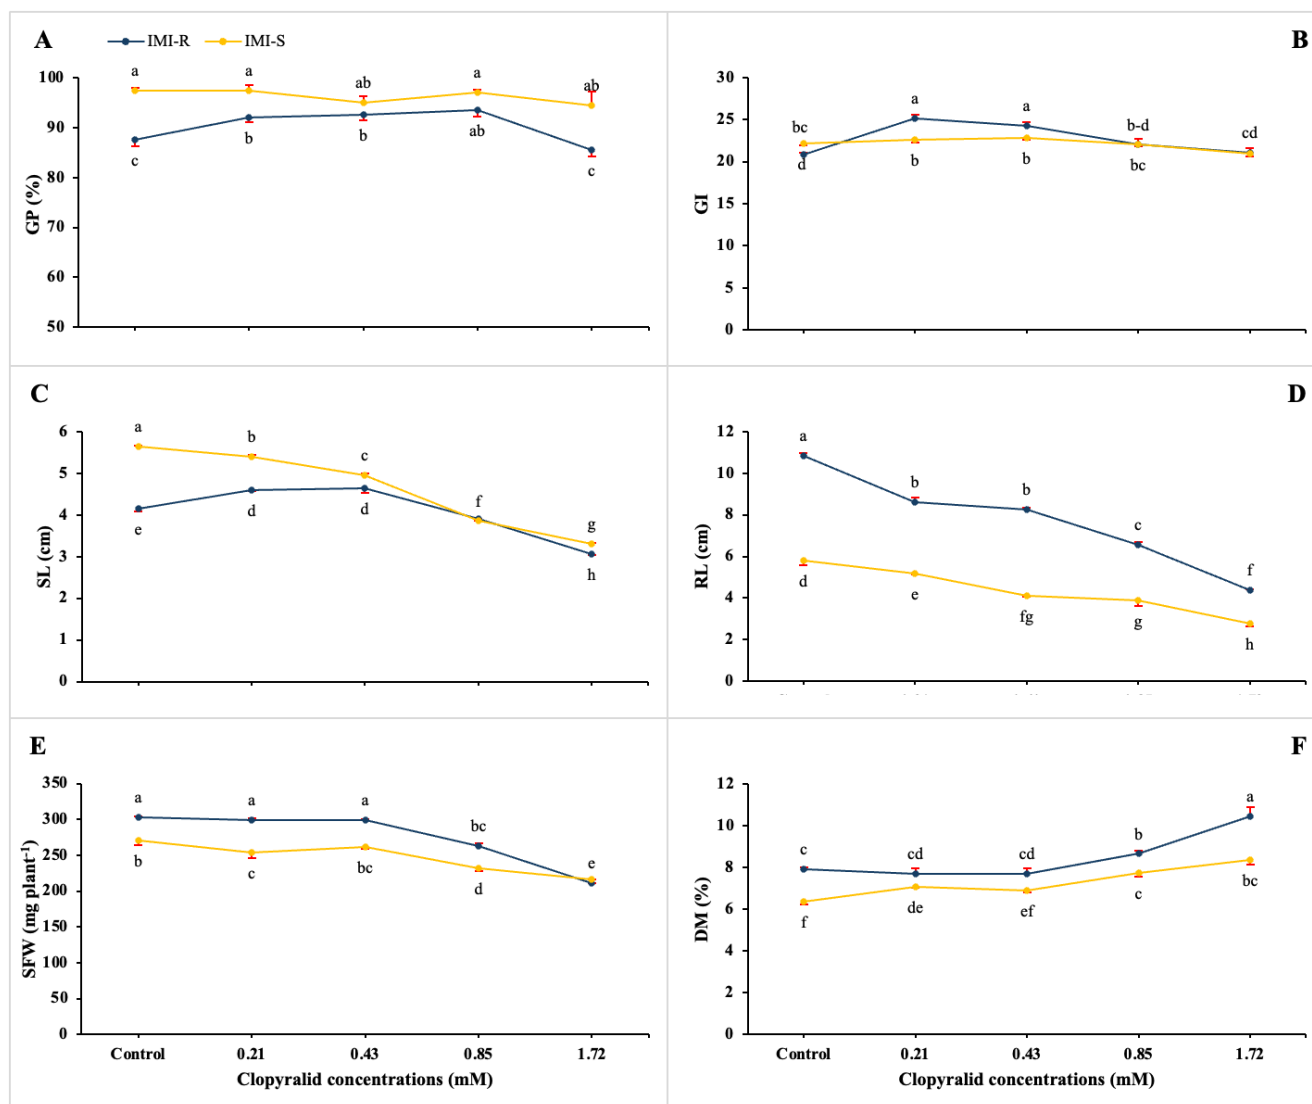 A
IMI-R IMI-S
GP (%)
100
90
80
70
60
50
a a ab a ab
c b b ab c
B
GI
30
25
20
15
10
5
0
bc a a b-d cd
d b b bc
C
SL (cm)
6
5
4
3
2
1
0
a b c f g
e d d h
D
RL (cm)
12
10
8
6
4
2
0
a b b c f
d e fg g h
E
SFW (mg plant⁻¹)
350
300
250
200
150
100
50
0
a a a bc e
b c bc d
Control 0.21 0.43 0.85 1.72
Clopyralid concentrations (mM)
F
DM (%)
12
10
8
6
4
2
0
c cd cd b a
f de ef c bc
Control 0.21 0.43 0.85 1.72
Clopyralid concentrations (mM)